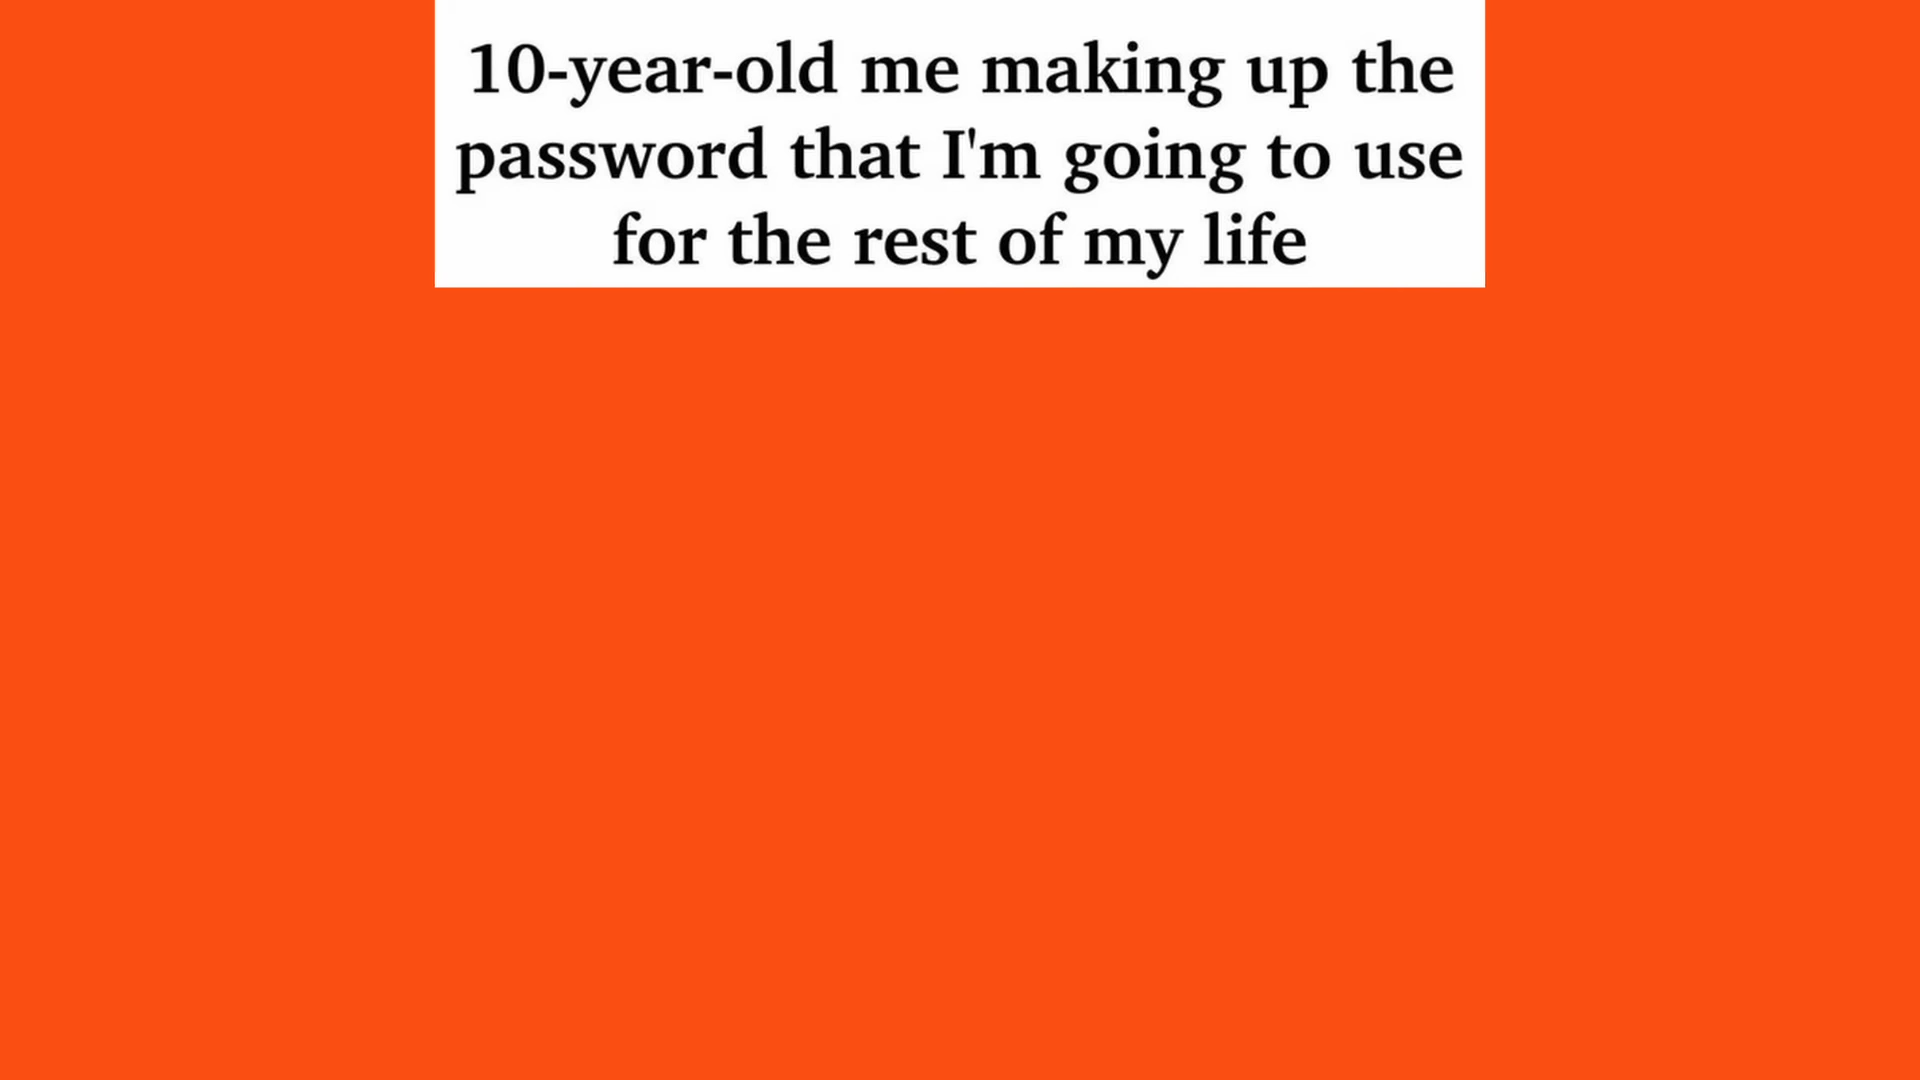 10-year-old me making up the
password that I'm going to use
for the rest of my life